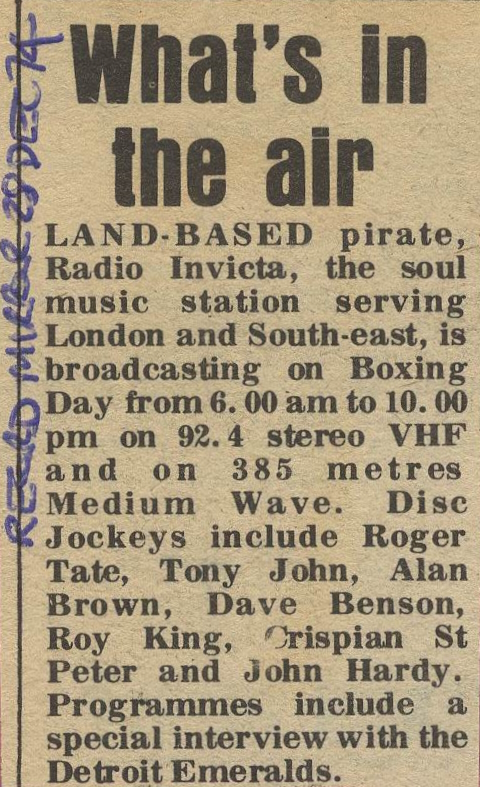 What's in
the air
LAND-BASED pirate,
Radio Invicta, the soul
music station serving
London and South-east, is
broadcasting on Boxing
Day from 6.00 am to 10.00
pm on 92.4 stereo VHF
and on 385 metres
Medium Wave. Disc
Jockeys include Roger
Tate, Tony John, Alan
Brown, Dave Benson,
Roy King, Crispian St
Peter and John Hardy.
Programmes include a
special interview with the
Detroit Emeralds.
RECORD MIRROR 28 DEC 74